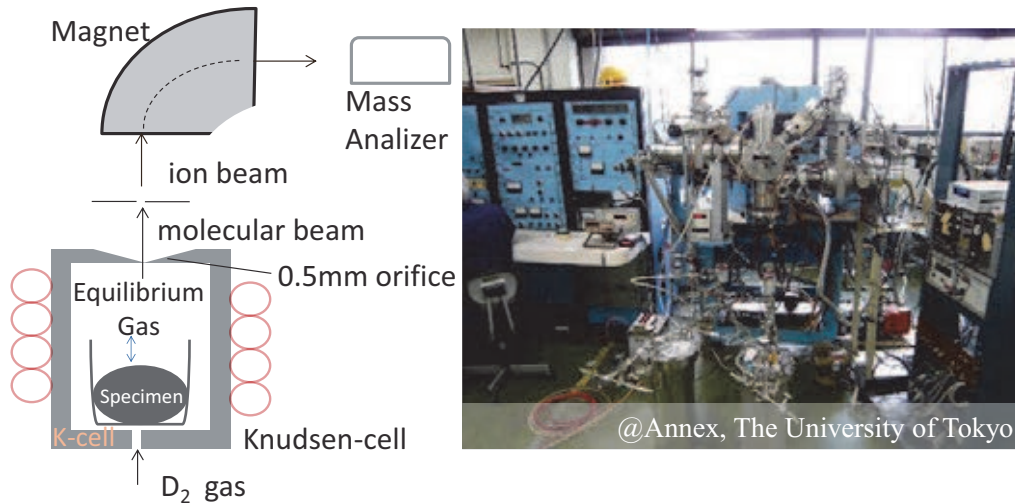 Magnet
Mass
Analizer
ion beam
molecular beam
0.5mm orifice
Equilibrium
Gas
Specimen
K-cell
Knudsen-cell
D₂ gas
@Annex, The University of Tokyo